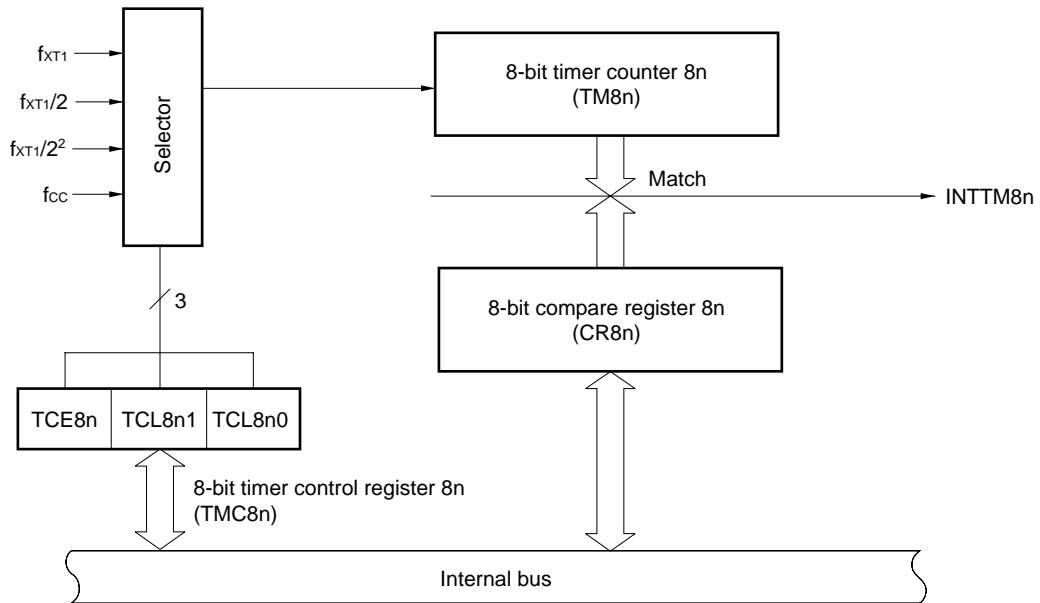 fXT1
fXT1/2
fXT1/2²
fCC
Selector
8-bit timer counter 8n
(TM8n)
Match
INTTM8n
3
8-bit compare register 8n
(CR8n)
TCE8n TCL8n1 TCL8n0
8-bit timer control register 8n
(TMC8n)
Internal bus